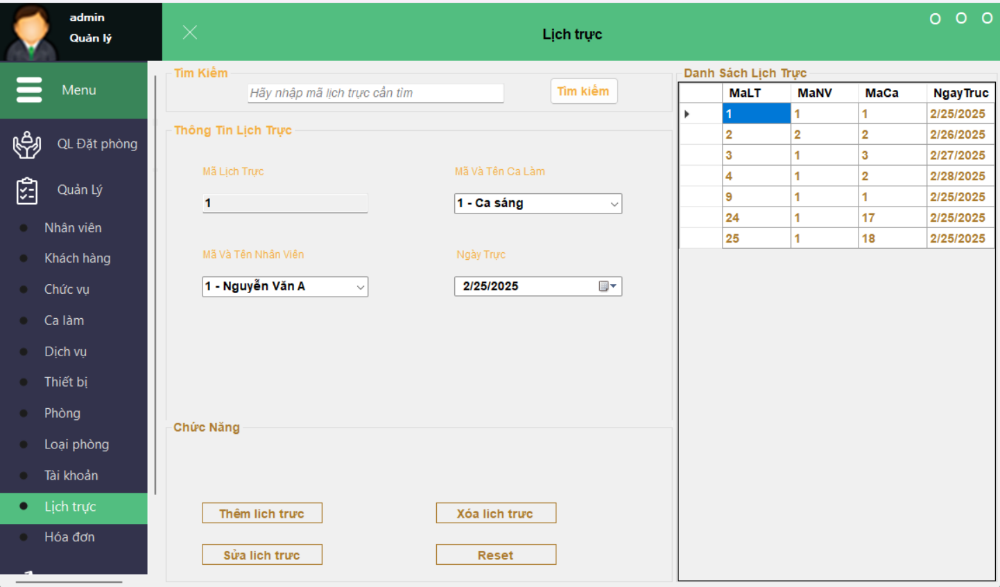 admin
Quản lý
Lịch trực
O O O
Menu
QL Đặt phòng
Quản Lý
Nhân viên
Khách hàng
Chức vụ
Ca làm
Dịch vụ
Thiết bị
Phòng
Loại phòng
Tài khoản
Lịch trực
Hóa đơn
Tìm Kiếm
Hãy nhập mã lịch trực cần tìm
Tìm kiếm
Thông Tin Lịch Trực
Mã Lịch Trực
Mã Và Tên Ca Làm
1
1 - Ca sáng
Mã Và Tên Nhân Viên
Ngày Trực
1 - Nguyễn Văn A
2/25/2025
Chức Năng
Thêm lịch trực
Xóa lịch trực
Sửa lịch trực
Reset
Danh Sách Lịch Trực
MaLT MaNV MaCa NgayTruc
1 1 1 2/25/2025
2 2 2 2/26/2025
3 1 3 2/27/2025
4 1 2 2/28/2025
9 1 1 2/25/2025
24 1 17 2/25/2025
25 1 18 2/25/2025